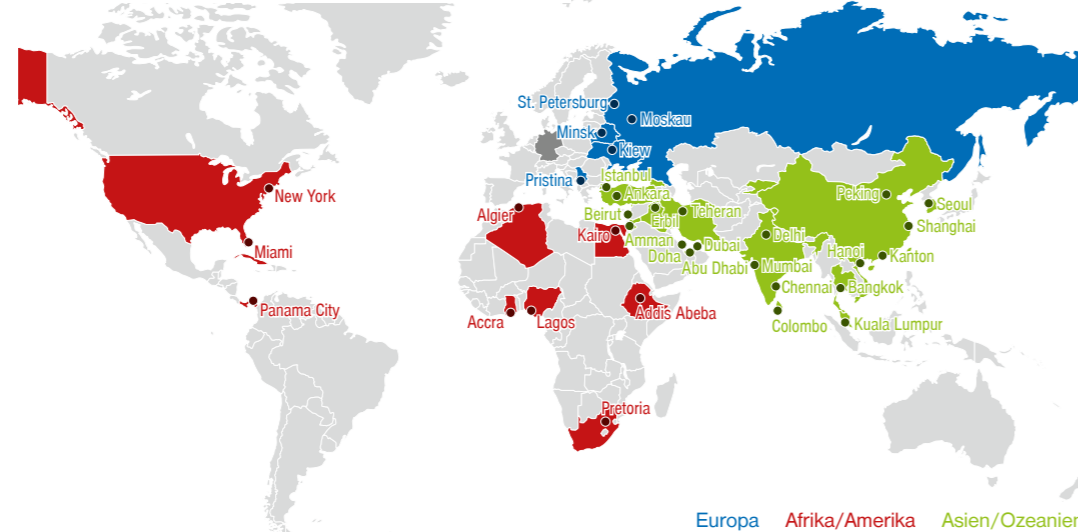 St. Petersburg
Moskau
Minsk
Kiew
Pristina
Istanbul
Ankara
Peking
New York
Algier
Beirut
Erbil
Teheran
Seoul
Shanghai
Kairo
Amman
Dubai
Delhi
Hanoi
Kanton
Miami
Doha
Abu Dhabi
Mumbai
Chennai
Bangkok
Panama City
Accra
Lagos
Addis Abeba
Colombo
Kuala Lumpur
Pretoria
Europa Afrika/Amerika Asien/Ozeanien